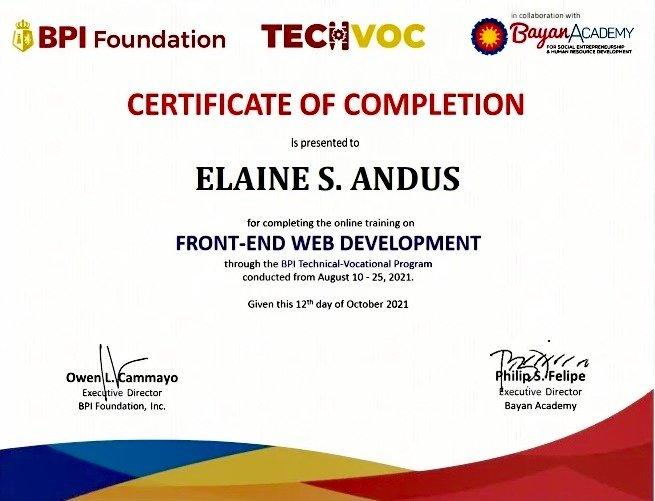 BPI Foundation
TECHVOC
in collaboration with
BayanAcademy
FOR SOCIAL ENTREPRENEURSHIP
& HUMAN RESOURCE DEVELOPMENT
CERTIFICATE OF COMPLETION
Is presented to
ELAINE S. ANDUS
for completing the online training on
FRONT-END WEB DEVELOPMENT
through the BPI Technical-Vocational Program
conducted from August 10 - 25, 2021.
Given this 12th day of October 2021
Owen L. Cammayo
Executive Director
BPI Foundation, Inc.
Philip S. Felipe
Executive Director
Bayan Academy